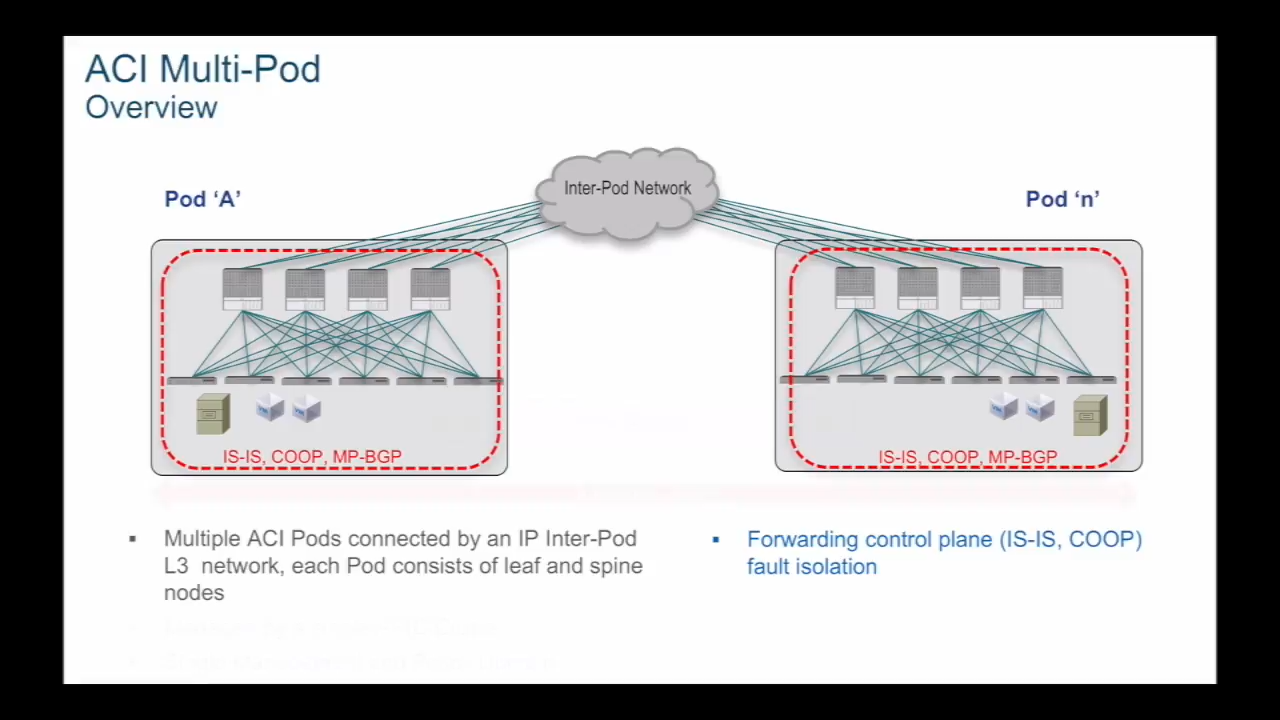 ACI Multi-Pod
Overview
Inter-Pod Network
Pod ‘A’
Pod ‘n’
IS-IS, COOP, MP-BGP
IS-IS, COOP, MP-BGP
▪ Multiple ACI Pods connected by an IP Inter-Pod
L3 network, each Pod consists of leaf and spine
nodes
▪ Forwarding control plane (IS-IS, COOP)
fault isolation